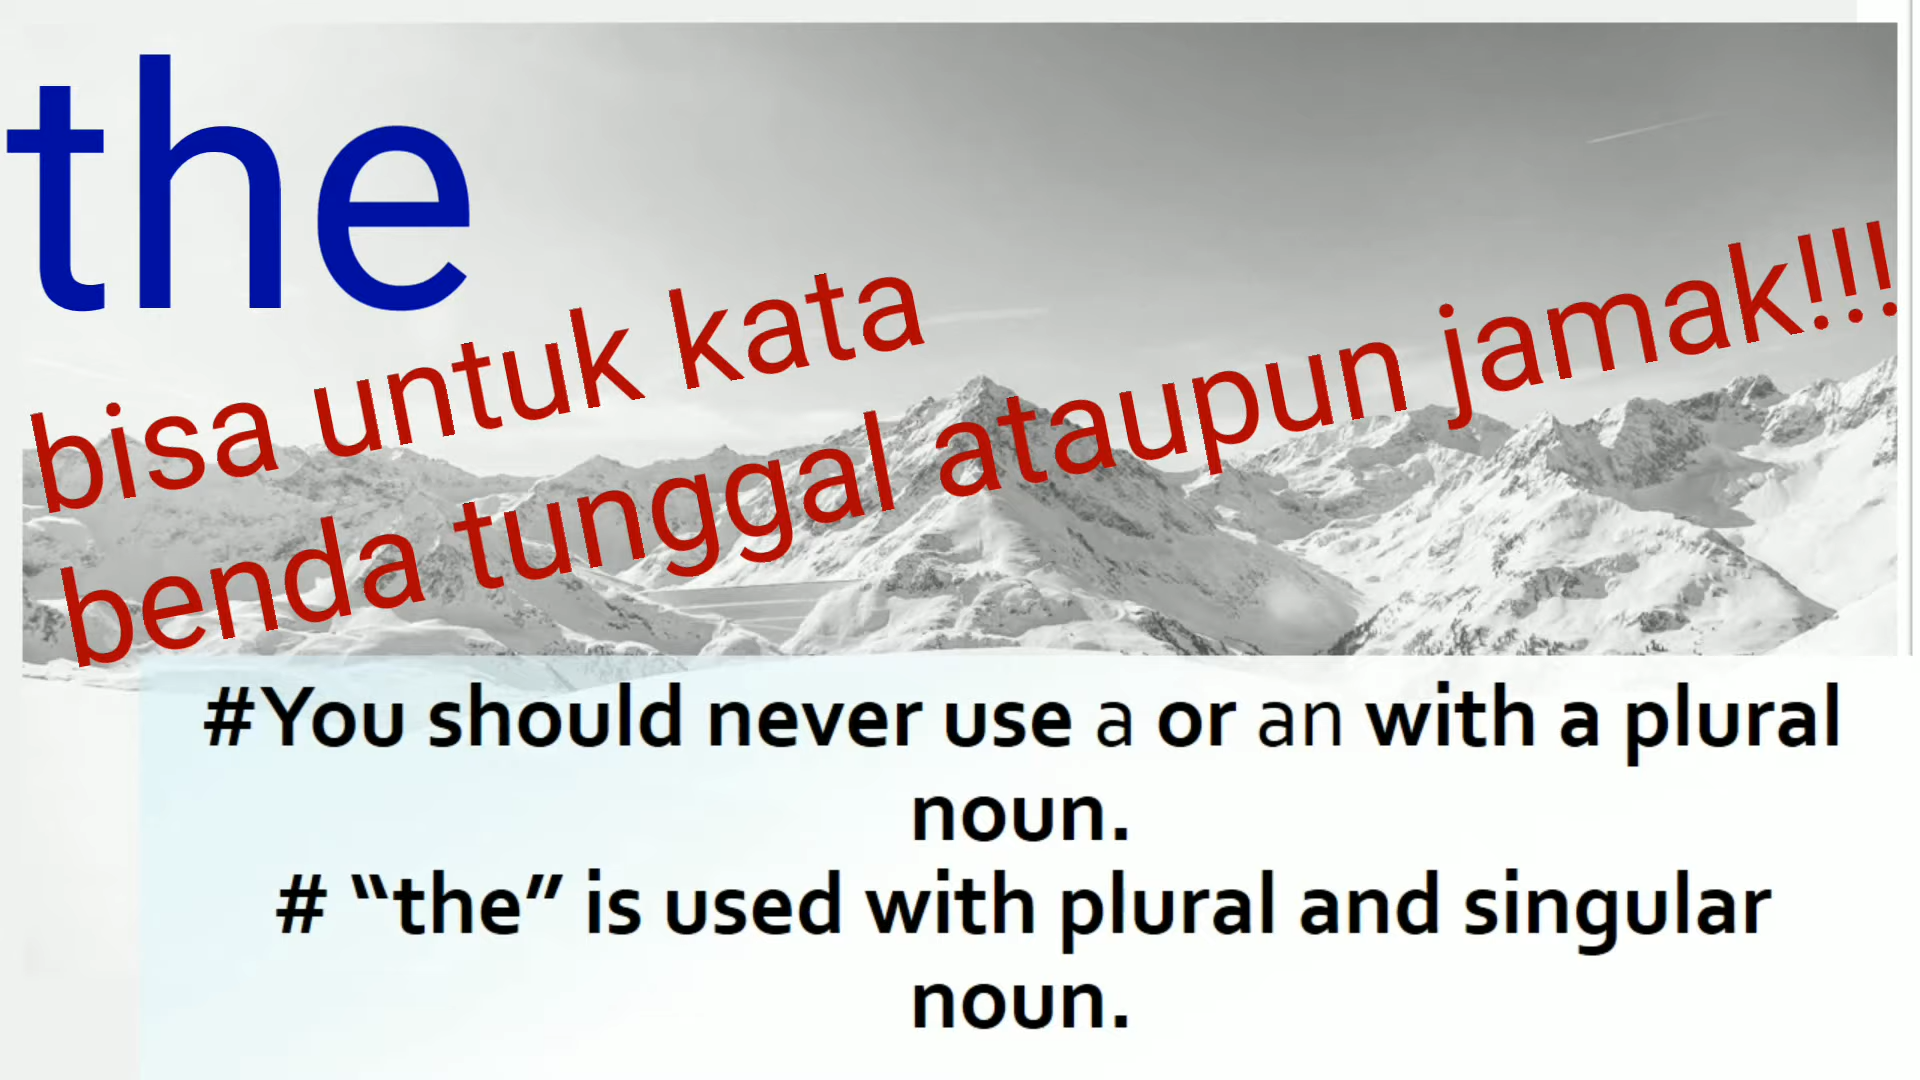 the
bisa untuk kata
benda tunggal ataupun jamak!!!
#You should never use a or an with a plural
noun.
# “the” is used with plural and singular
noun.